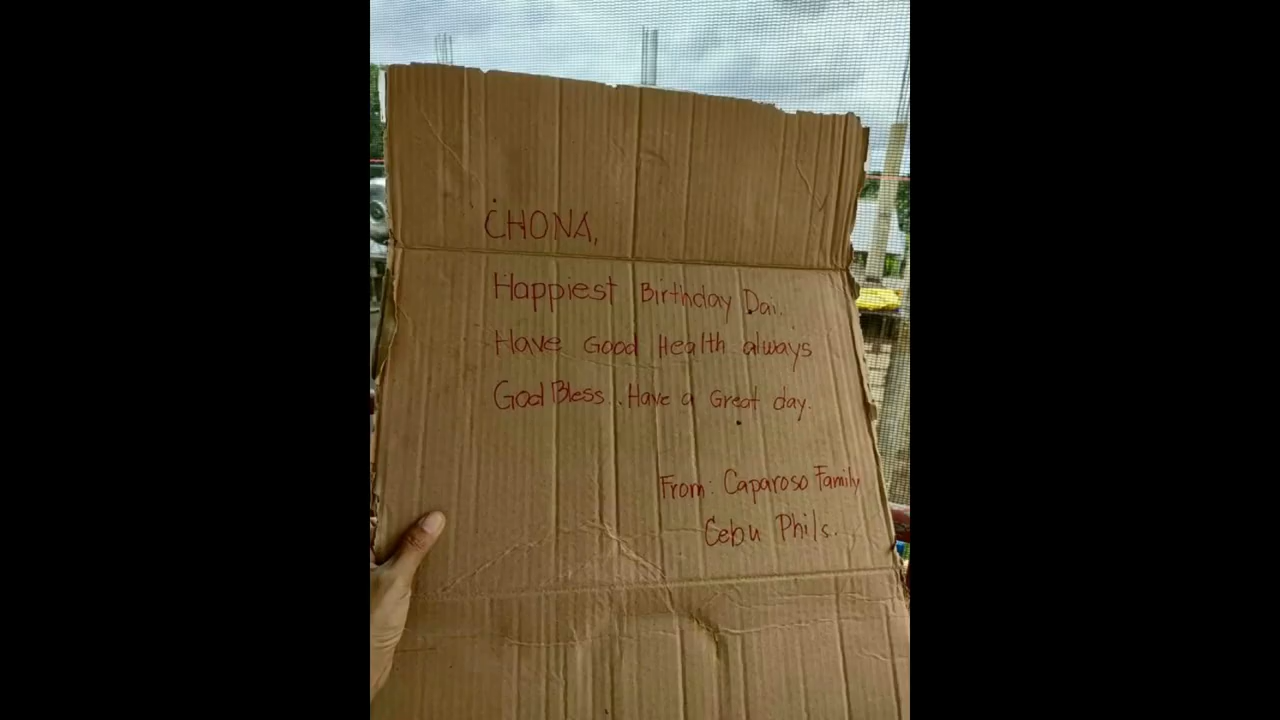 CHONA,
Happiest Birthday Dai.
Have Good Health always
God Bless.. Have a Great day.
From: Caparoso Family
Cebu Phils.